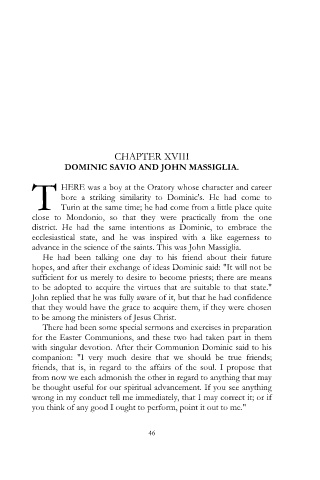 CHAPTER XVIII
DOMINIC SAVIO AND JOHN MASSIGLIA.
THERE was a boy at the Oratory whose character and career
bore a striking similarity to Dominic's. He had come to
Turin at the same time; he had come from a little place quite
close to Mondonio, so that they were practically from the one
district. He had the same intentions as Dominic, to embrace the
ecclesiastical state, and he was inspired with a like eagerness to
advance in the science of the saints. This was John Massiglia.
He had been talking one day to his friend about their future
hopes, and after their exchange of ideas Dominic said: "It will not be
sufficient for us merely to desire to become priests; there are means
to be adopted to acquire the virtues that are suitable to that state."
John replied that he was fully aware of it, but that he had confidence
that they would have the grace to acquire them, if they were chosen
to be among the ministers of Jesus Christ.
There had been some special sermons and exercises in preparation
for the Easter Communions, and these two had taken part in them
with singular devotion. After their Communion Dominic said to his
companion: "I very much desire that we should be true friends;
friends, that is, in regard to the affairs of the soul. I propose that
from now we each admonish the other in regard to anything that may
be thought useful for our spiritual advancement. If you see anything
wrong in my conduct tell me immediately, that I may correct it; or if
you think of any good I ought to perform, point it out to me."
46